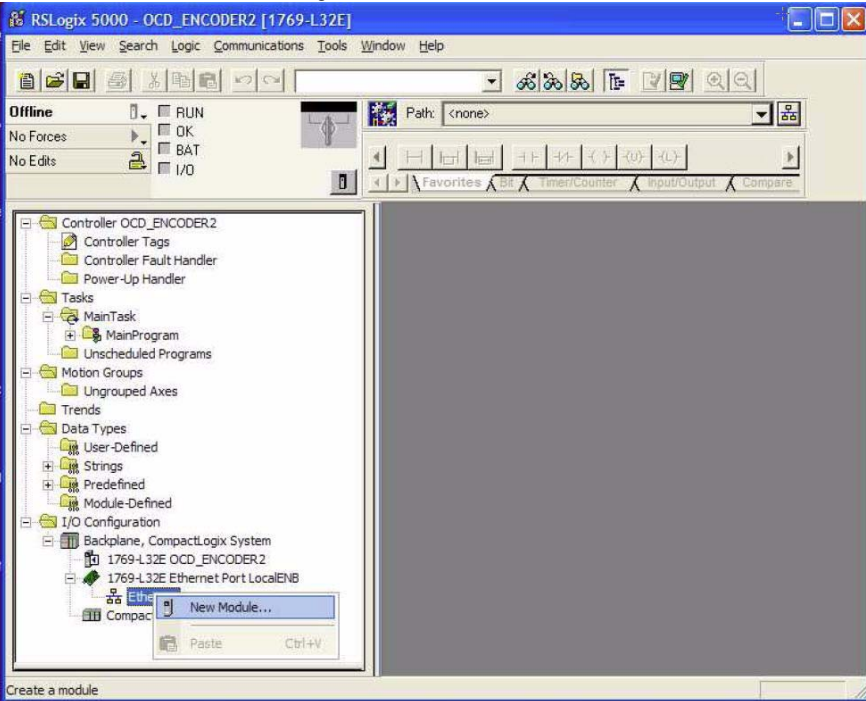 RSLogix 5000 - OCD_ENCODER2 [1769-L32E]
File Edit View Search Logic Communications Tools Window Help
Offline
RUN
Path: <none>
No Forces
OK
BAT
No Edits
I/O
Favorites Bit Timer/Counter Input/Output Compare
Controller OCD_ENCODER2
Controller Tags
Controller Fault Handler
Power-Up Handler
Tasks
MainTask
MainProgram
Unscheduled Programs
Motion Groups
Ungrouped Axes
Trends
Data Types
User-Defined
Strings
Predefined
Module-Defined
I/O Configuration
Backplane, CompactLogix System
1769-L32E OCD_ENCODER2
1769-L32E Ethernet Port LocalENB
Ethe
New Module...
Compac
Paste Ctrl+V
Create a module